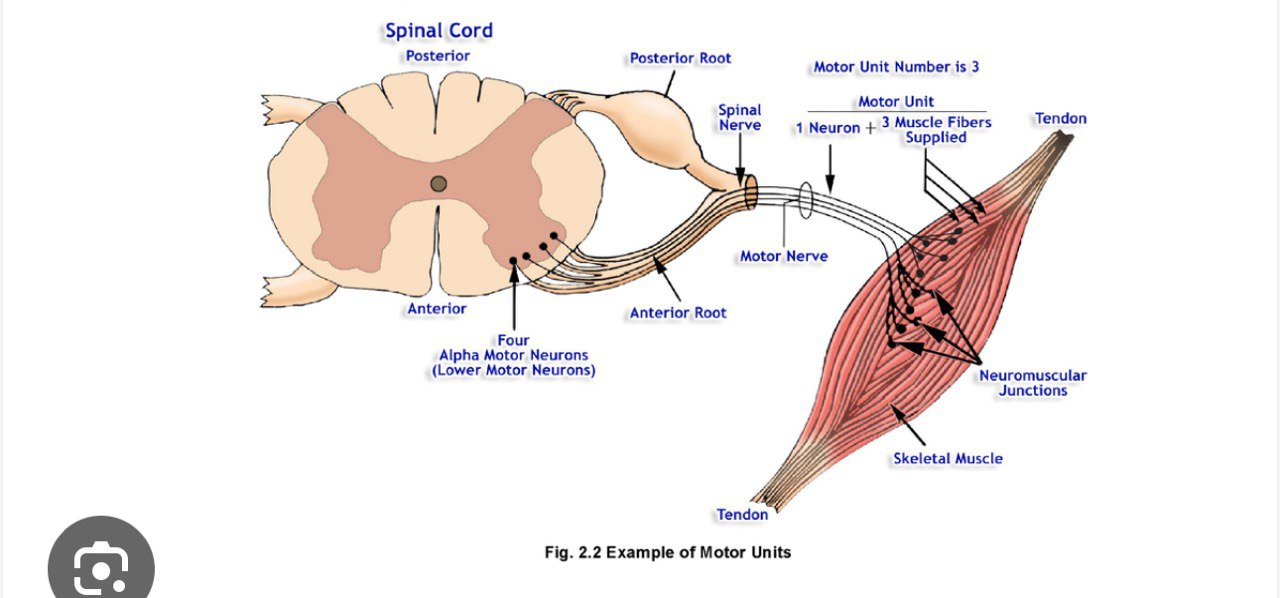 Spinal Cord
Posterior
Posterior Root
Motor Unit Number is 3
Spinal
Nerve
Motor Unit
1 Neuron + 3 Muscle Fibers
Supplied
Tendon
Motor Nerve
Anterior
Anterior Root
Four
Alpha Motor Neurons
(Lower Motor Neurons)
Neuromuscular
Junctions
Skeletal Muscle
Tendon
Fig. 2.2 Example of Motor Units